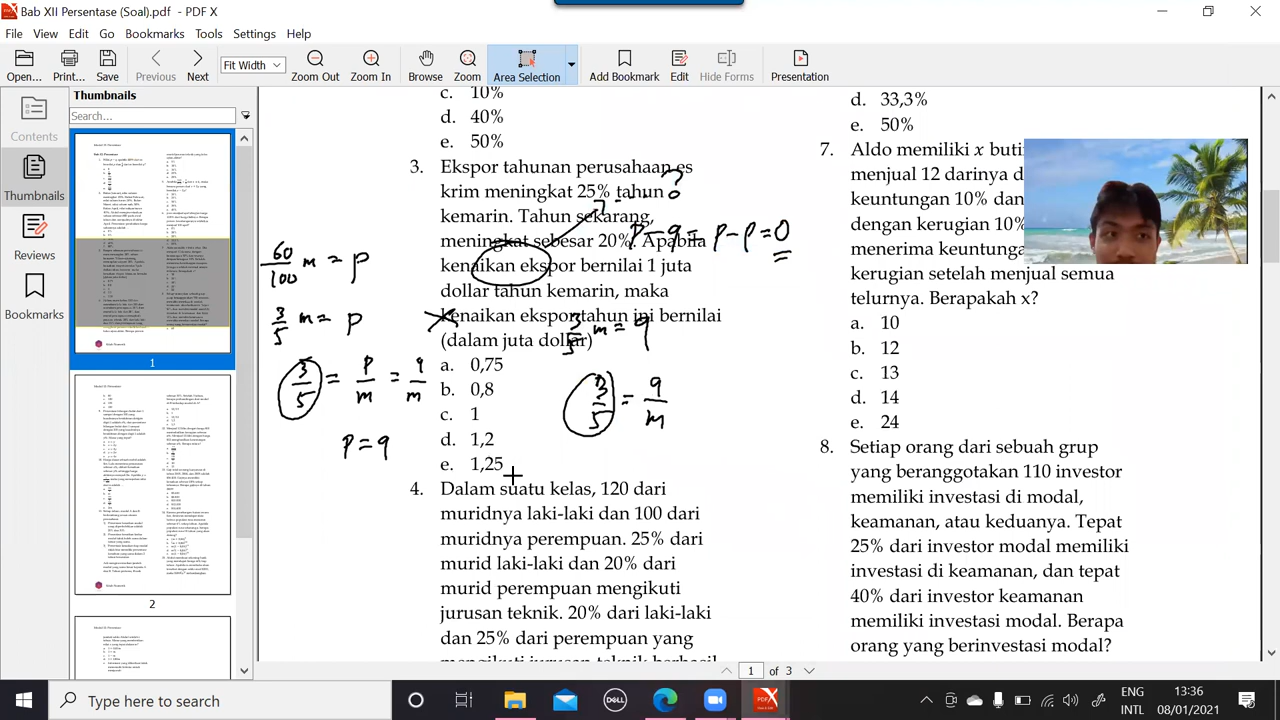 Bab XII Persentase (Soal).pdf - PDF X
File View Edit Go Bookmarks Tools Settings Help
Open... Print... Save Previous Next Fit Width Zoom Out Zoom In Browse Zoom Area Selection Add Bookmark Edit Hide Forms Presentation
Contents
Thumbnails
Reviews
Bookmarks
Thumbnails
Search...
1
2
c. 10%
d. 40%
e. 50%
3. Ekspor tahunan perusahaan es
krim meningkat 25% tahun
kemarin. Tahun sekarang,
meningkat sebesar 20%. Apabila
kenaikan ekspor bernilai 1 juta
dollar tahun kemarin, maka
kenaikan ekspor tahun ini bernilai
(dalam juta dollar)
a. 0,75
b. 0,8
c. 1
d. 1,2
e. 1,25
4. Dalam suatu kelas, 120 dari
muridnya laki-laki dan 100 dari
muridnya perempuan. 25% dari
murid laki-laki dan 20% dari
murid perempuan mengikuti
jurusan teknik. 20% dari laki-laki
dan 25% dari perempuan yang
?
p - q = p - p = 0
60/100 m = p
3/5 m = p
3/5 = p/m = q/m
p = q
3/5 m = q
3/5 = q/m
d. 33,3%
e. 50%
7. Aldo memiliki x
menjual 12 darinya
keuntungan 10%
dengan kerugian 10%
menerima
kerugian setelah menjual semua
Berapakah x?
a. 10
b. 12
c. 13
d. 14
e. 24
8. Setiap orang dari sebuah grup
yang beranggotakan 110 investor
memiliki investasi di modal,
keamanan, atau keduanya. Tepat
25% dari investor modal memiliki
investasi di keamanan, dan tepat
40% dari investor keamanan
memiliki investasi modal. Berapa
orang yang berinvestasi modal?
1 of 3
Type here to search
DELL
ENG
INTL
08/01/2021